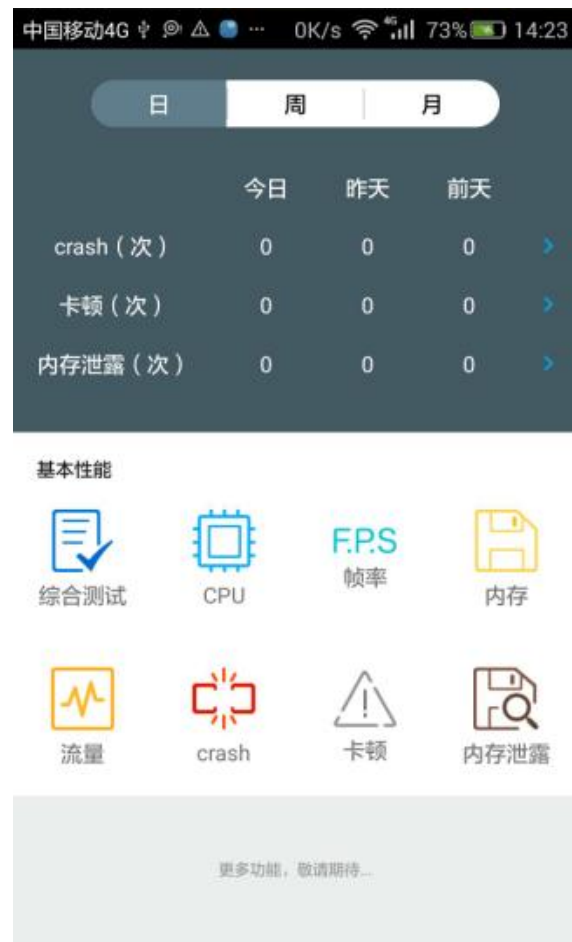 中国移动4G ... 0K/s 4G 73% 14:23
日 周 月
今日 昨天 前天
crash（次） 0 0 0 >
卡顿（次） 0 0 0 >
内存泄露（次） 0 0 0 >
基本性能
F.P.S
综合测试 CPU 帧率 内存
流量 crash 卡顿 内存泄露
更多功能，敬请期待...